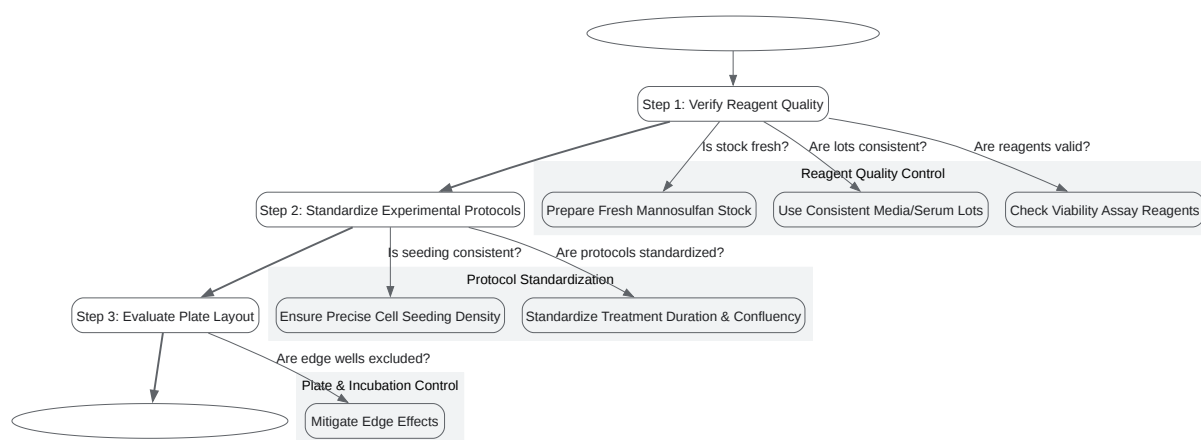 Step 1: Verify Reagent Quality
Is stock fresh?
Are lots consistent?
Are reagents valid?
Reagent Quality Control
Step 2: Standardize Experimental Protocols
Prepare Fresh Mannosulfan Stock
Use Consistent Media/Serum Lots
Check Viability Assay Reagents
Is seeding consistent?
Are protocols standardized?
Protocol Standardization
Step 3: Evaluate Plate Layout
Ensure Precise Cell Seeding Density
Standardize Treatment Duration & Confluency
Are edge wells excluded?
Plate & Incubation Control
Mitigate Edge Effects